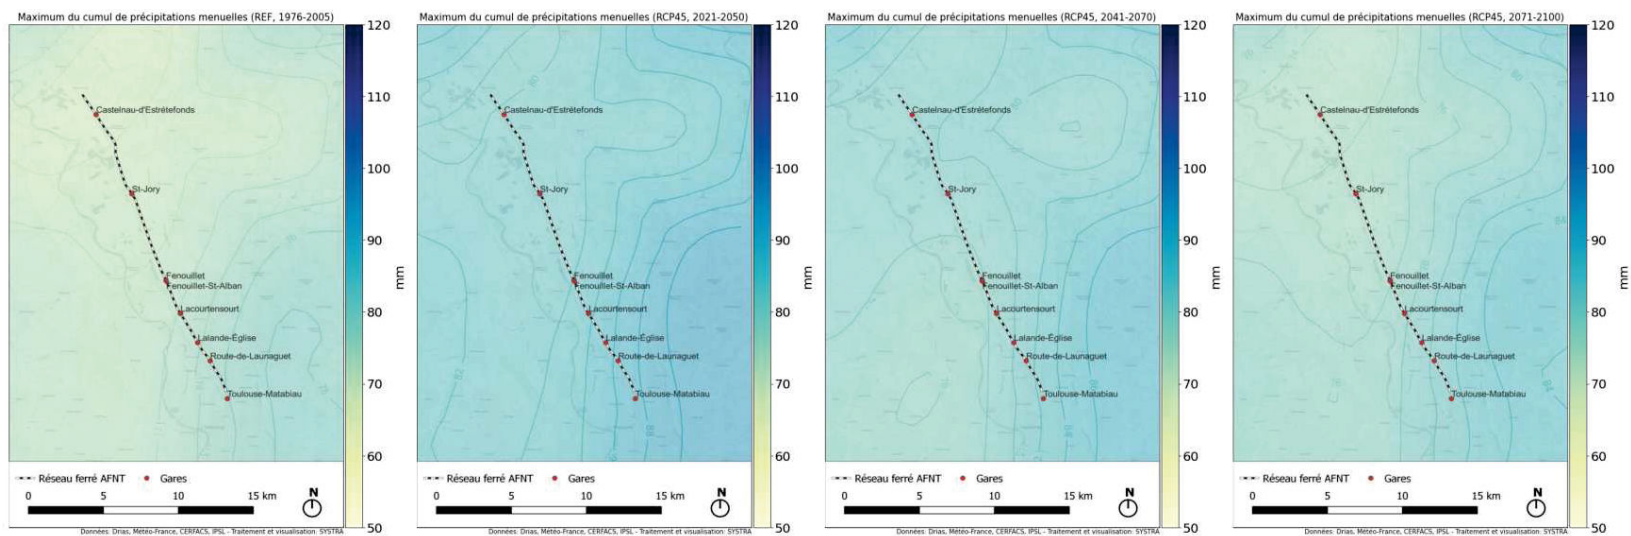 Maximum du cumul de précipitations menuelles (REF, 1976-2005)
120
110
100
90
80
70
60
50
mm
Castelnau-d'Estrétefonds
St-Jory
Fenouillet
Fenouillet-St-Alban
Lacourtensourt
Lalande-Église
Route-de-Launaguet
Toulouse-Matabiau
Réseau ferré AFNT
Gares
0 5 10 15 km
N
Données: Drias, Météo-France, CERFACS, IPSL - Traitement et visualisation: SYSTRA
Maximum du cumul de précipitations menuelles (RCP45, 2021-2050)
120
110
100
90
80
70
60
50
mm
Castelnau-d'Estrétefonds
St-Jory
Fenouillet
Fenouillet-St-Alban
Lacourtensourt
Lalande-Église
Route-de-Launaguet
Toulouse-Matabiau
Réseau ferré AFNT
Gares
0 5 10 15 km
N
Données: Drias, Météo-France, CERFACS, IPSL - Traitement et visualisation: SYSTRA
Maximum du cumul de précipitations menuelles (RCP45, 2041-2070)
120
110
100
90
80
70
60
50
mm
Castelnau-d'Estrétefonds
St-Jory
Fenouillet
Fenouillet-St-Alban
Lacourtensourt
Lalande-Église
Route-de-Launaguet
Toulouse-Matabiau
Réseau ferré AFNT
Gares
0 5 10 15 km
N
Données: Drias, Météo-France, CERFACS, IPSL - Traitement et visualisation: SYSTRA
Maximum du cumul de précipitations menuelles (RCP45, 2071-2100)
120
110
100
90
80
70
60
50
mm
Castelnau-d'Estrétefonds
St-Jory
Fenouillet
Fenouillet-St-Alban
Lacourtensourt
Lalande-Église
Route-de-Launaguet
Toulouse-Matabiau
Réseau ferré AFNT
Gares
0 5 10 15 km
N
Données: Drias, Météo-France, CERFACS, IPSL - Traitement et visualisation: SYSTRA